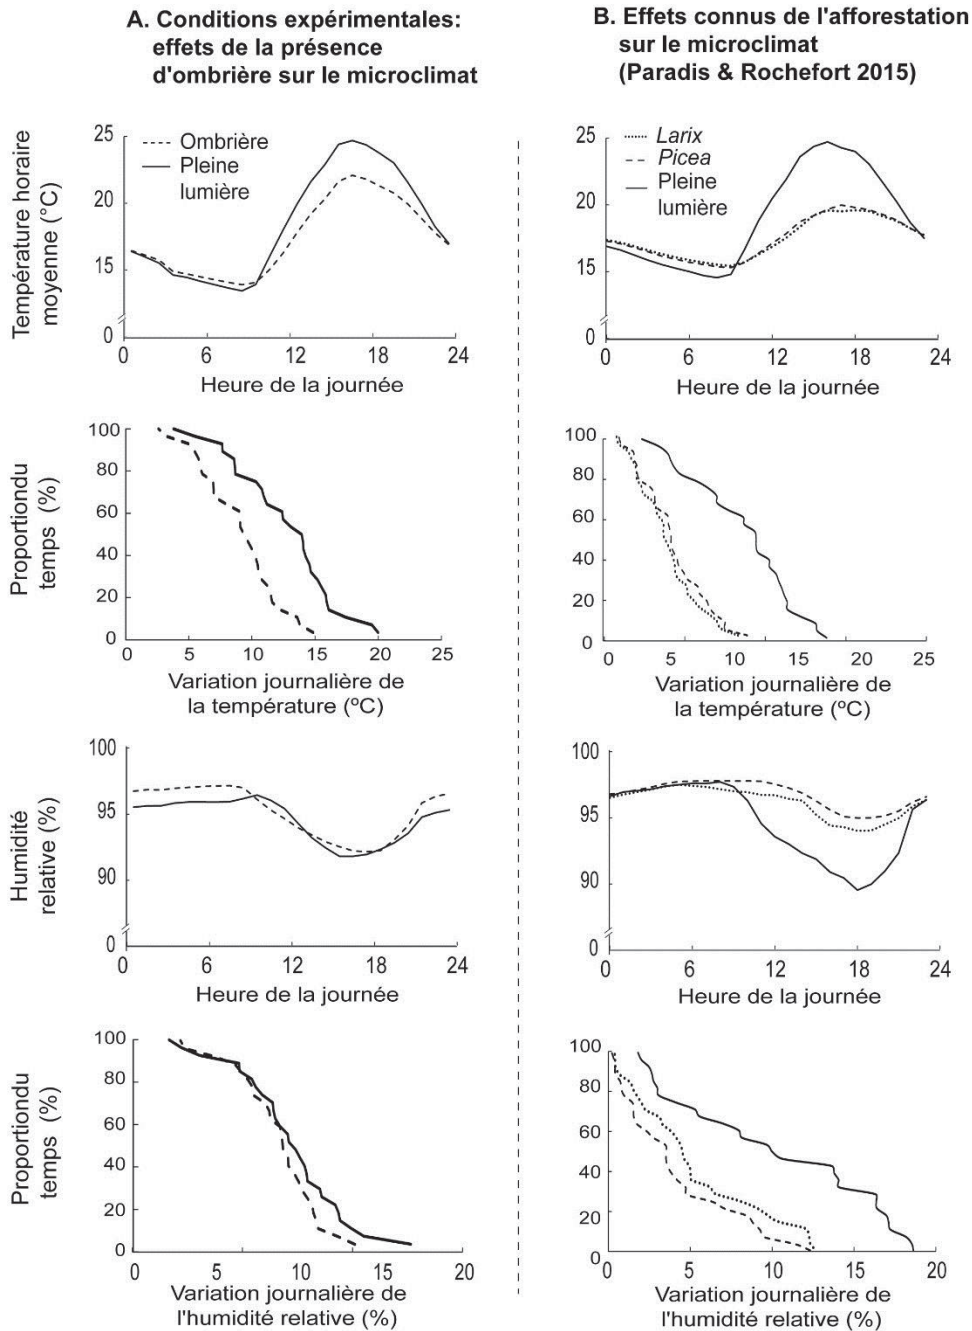 A. Conditions expérimentales:
effets de la présence
d'ombrière sur le microclimat
Température horaire
moyenne (°C)
25
20
15
0
Ombrière
Pleine
lumière
0 6 12 18 24
Heure de la journée
Proportiondu
temps (%)
100
80
60
40
20
0
0 5 10 15 20 25
Variation journalière de
la température (ºC)
Humidité
relative (%)
100
95
90
0
0 6 12 18 24
Heure de la journée
Proportiondu
temps (%)
100
80
60
40
20
0
0 5 10 15 20
Variation journalière de
l'humidité relative (%)
B. Effets connus de l'afforestation
sur le microclimat
(Paradis & Rochefort 2015)
25
20
15
0
Larix
Picea
Pleine
lumière
0 6 12 18 24
Heure de la journée
100
80
60
40
20
0
0 5 10 15 20 25
Variation journalière de
la température (ºC)
100
95
90
0
0 6 12 18 24
Heure de la journée
100
80
60
40
20
0
0 5 10 15 20
Variation journalière de
l'humidité relative (%)